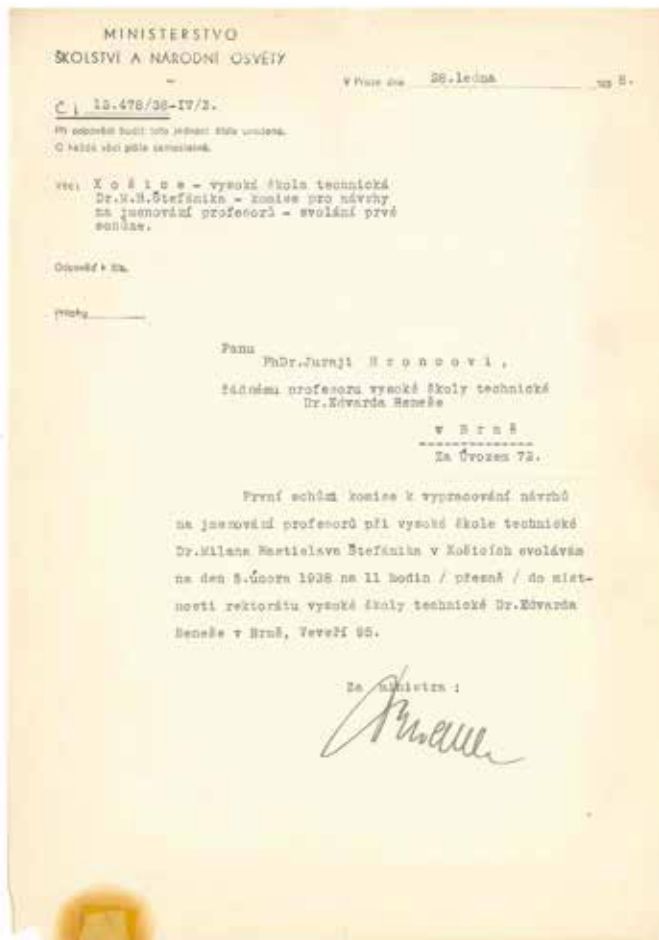 MINISTERSTVO
ŠKOLSTVÍ A NÁRODNÍ OSVĚTY
V Praze dne 28.ledna 193 8.
Č. j. 13.478/38-IV/3.
Při odpovědi buďtež toto jednací číslo uvedeno.
O každé věci pište samostatně.
Věc: K o š i c e - vysoká škola technická
Dr.M.R.Štefánika - komise pro návrhy
na jmenování profesorů - svolání prvé
schůze.
Odpověď k čís.
Přílohy
Panu
PhDr.Juraji H r o n c o v i ,
řádnému profesoru vysoké školy technické
Dr.Edvarda Beneše
v B r n ě
Za Úvozem 72.
První schůzi komise k vypracování návrhů
na jmenování profesorů při vysoké škole technické
Dr.Milana Rastislava Štefánika v Košicích svolávám
na den 5.února 1938 na 11 hodin / přesně / do míst-
nosti rektorátu vysoké školy technické Dr.Edvarda
Beneše v Brně, Veveří 95.
Za ministra :